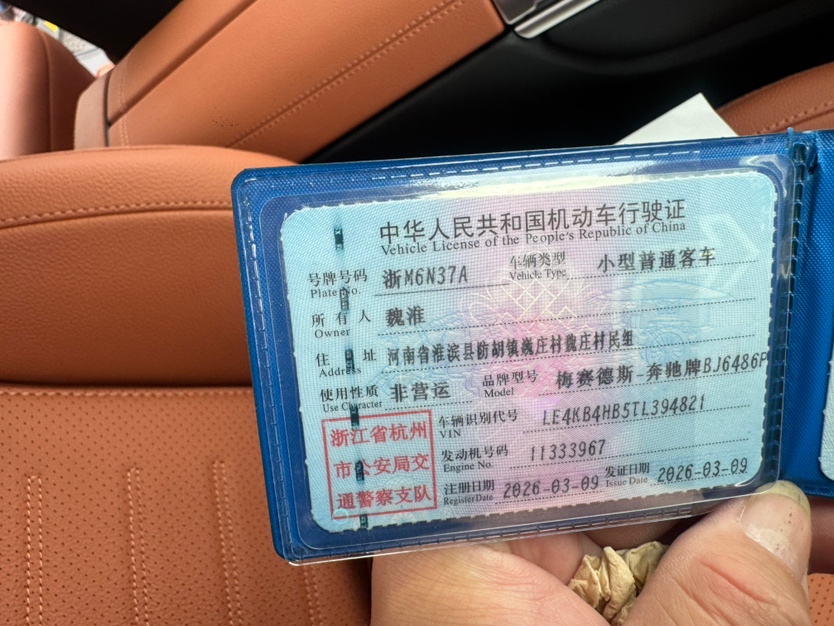 中华人民共和国机动车行驶证
Vehicle License of the People's Republic of China
号牌号码 浙M6N37A 车辆类型 小型普通客车
Plate No. Vehicle Type
所有人 魏淮
Owner
住址 河南省淮滨县防胡镇魏庄村魏庄村民组
Address
使用性质 非营运 品牌型号 梅赛德斯-奔驰牌BJ6486F
Use Character Model
浙江省杭州
市公安局交
通警察支队
车辆识别代号 LE4KB4HB5TL394821
VIN
发动机号码 11333967
Engine No.
注册日期 2026-03-09 发证日期 2026-03-09
Register Date Issue Date